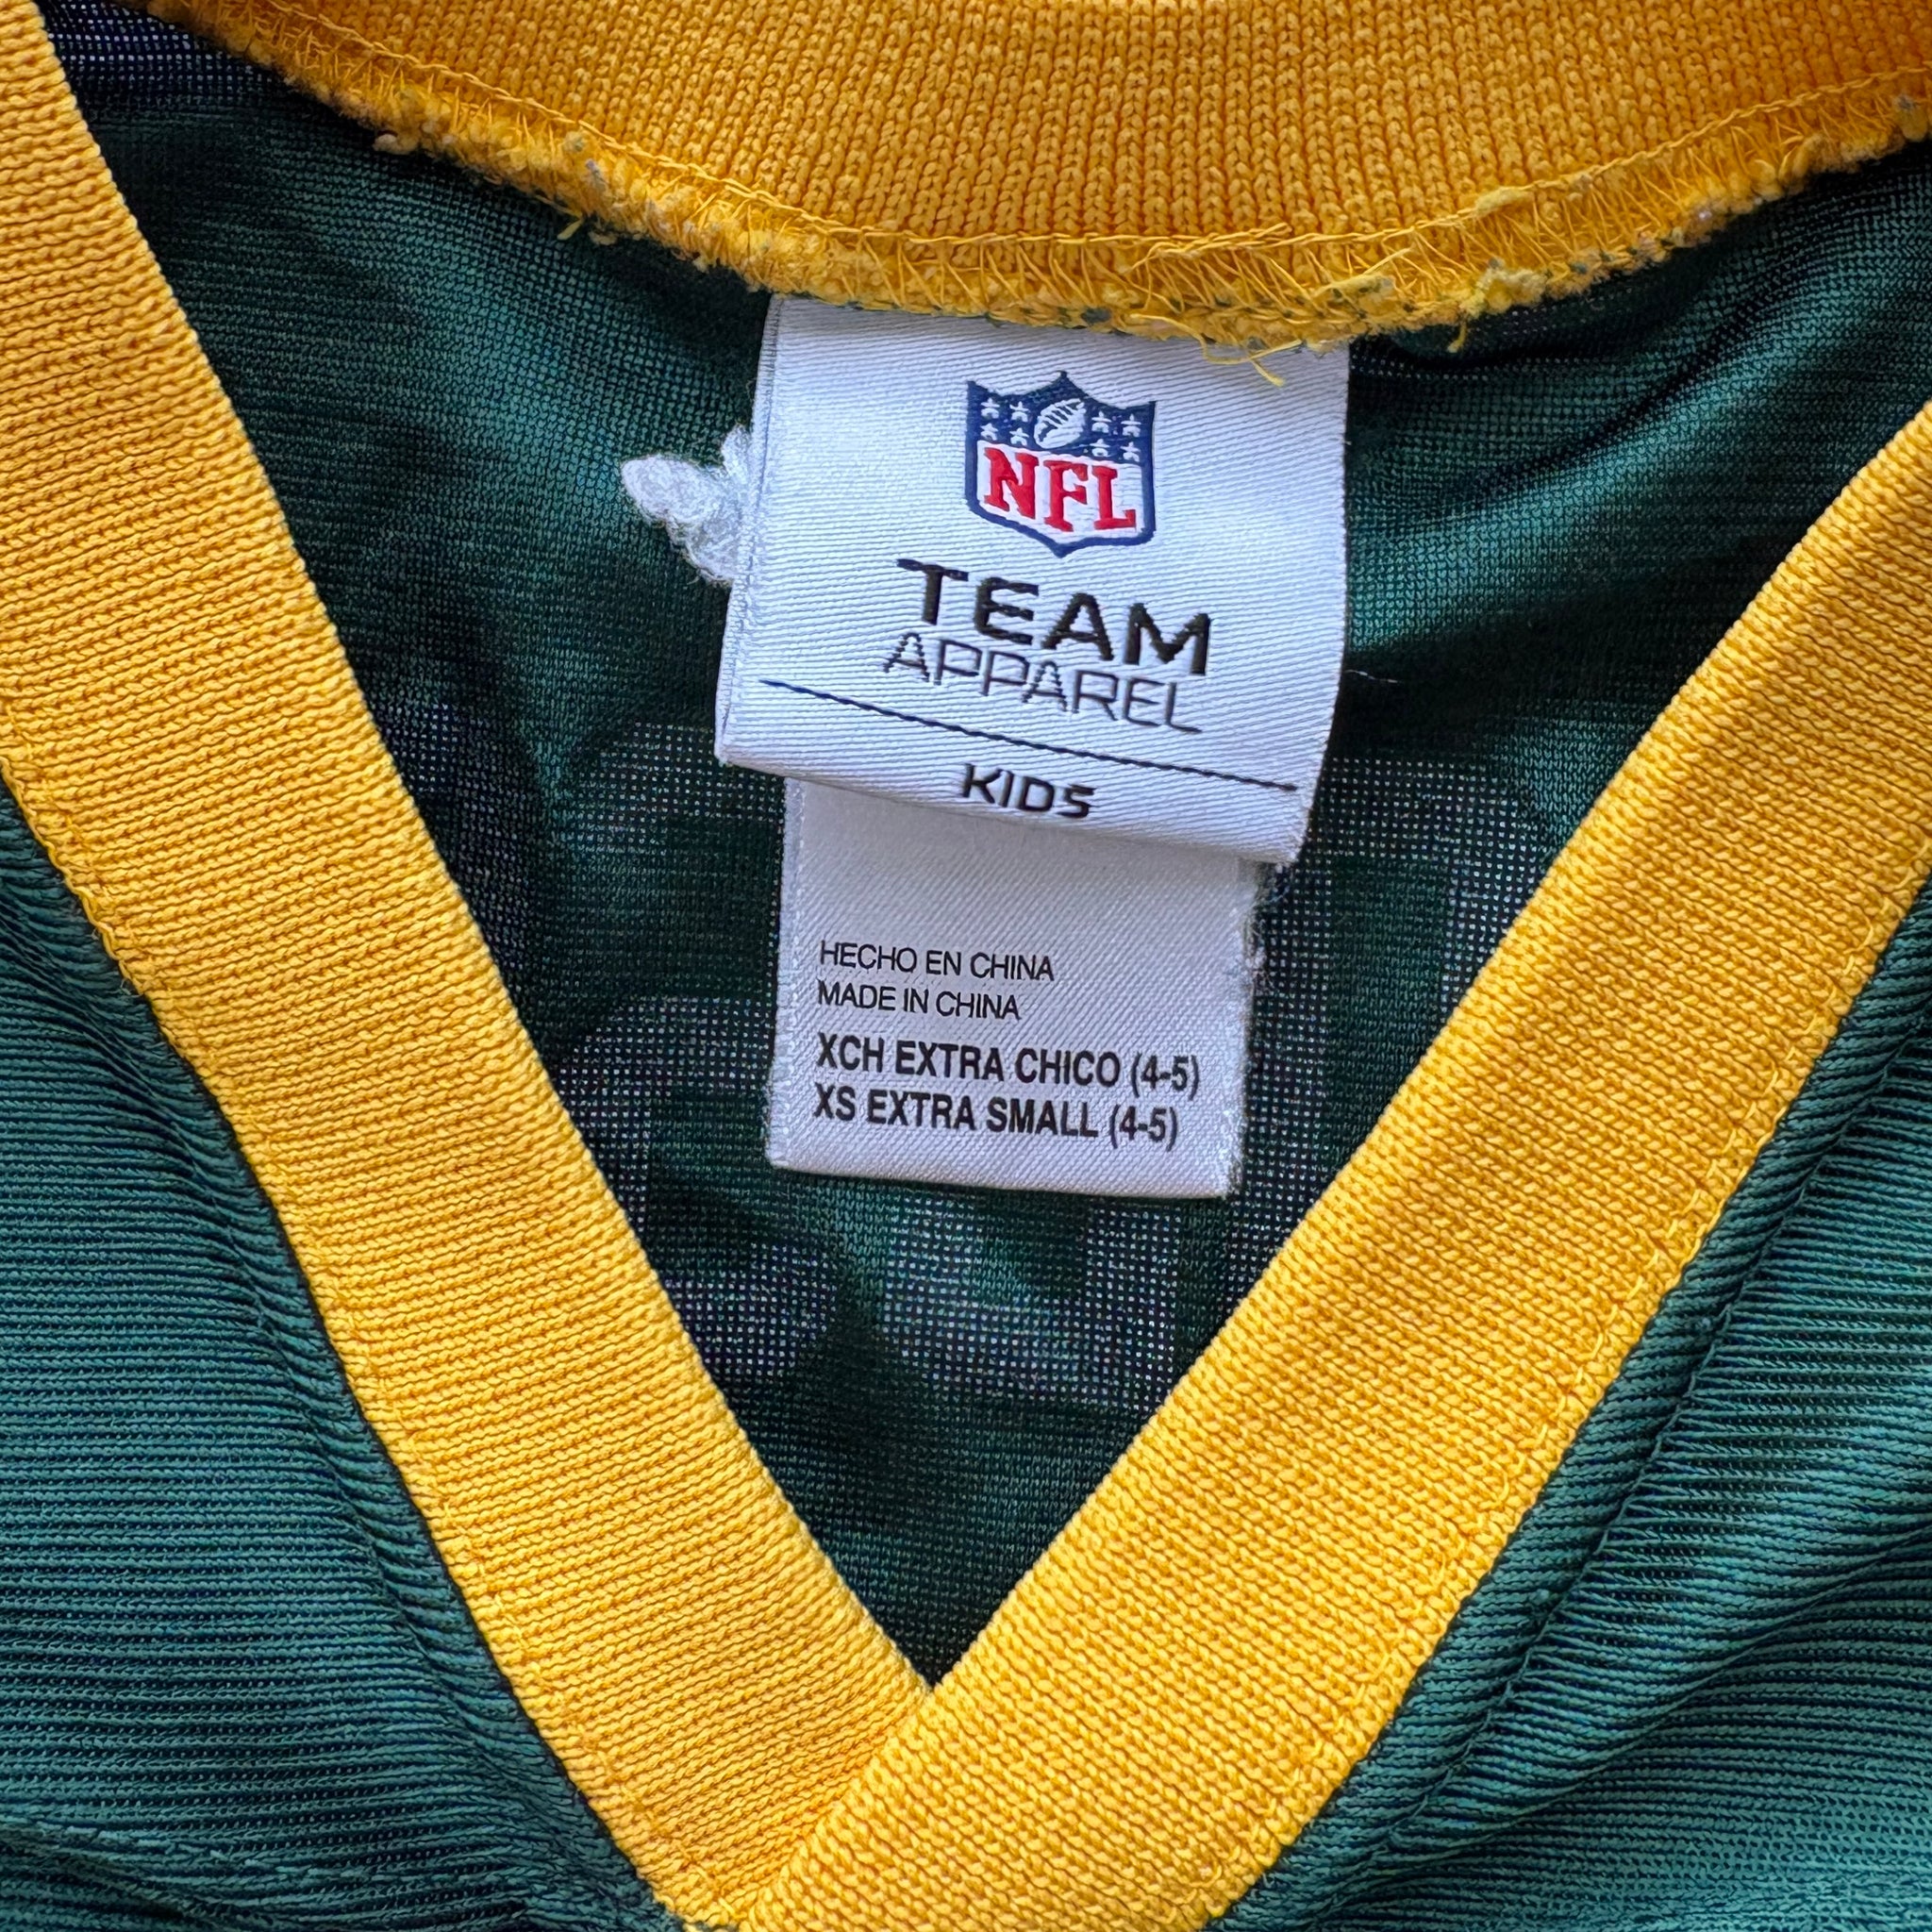 NFL
TEAM
APPAREL
KIDS
HECHO EN CHINA
MADE IN CHINA
XCH EXTRA CHICO (4-5)
XS EXTRA SMALL (4-5)